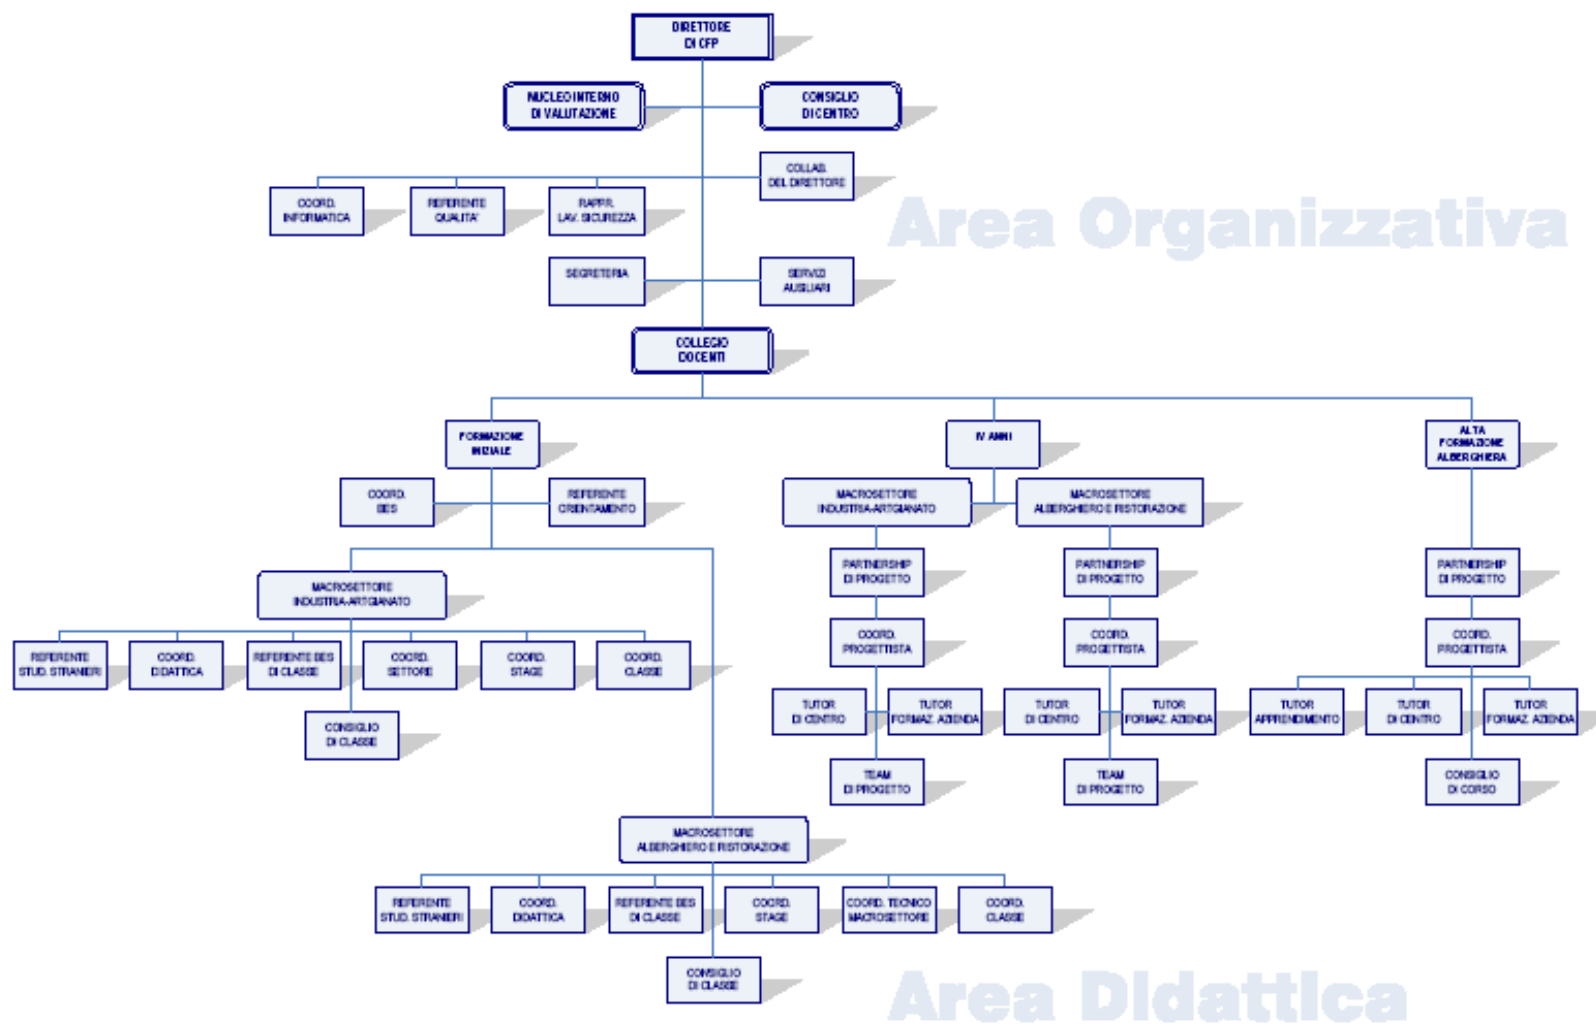 DIRETTORE
DI CFP
NUCLEO INTERNO
DI VALUTAZIONE
CONSIGLIO
DI CENTRO
COLLAB.
DEL DIRETTORE
COORD.
INFORMATICA
REFERENTE
QUALITA'
RAPPR.
LAV. SICUREZZA
Area Organizzativa
SEGRETERIA
SERVIZI
AUSILIARI
COLLEGIO
DOCENTI
FORMAZIONE
INIZIALE
IV ANNI
ALTA
FORMAZIONE
ALBERGHIERA
COORD.
BES
REFERENTE
ORIENTAMENTO
MACROSETTORE
INDUSTRIA-ARTGIANATO
MACROSETTORE
ALBERGHIERO E RISTORAZIONE
PARTNERSHIP
DI PROGETTO
PARTNERSHIP
DI PROGETTO
PARTNERSHIP
DI PROGETTO
MACROSETTORE
INDUSTRIA-ARTGIANATO
COORD.
PROGETTISTA
COORD.
PROGETTISTA
COORD.
PROGETTISTA
REFERENTE
STUD. STRANIERI
COORD.
DIDATTICA
REFERENTE BES
DI CLASSE
COORD.
SETTORE
COORD.
STAGE
COORD.
CLASSE
TUTOR
DI CENTRO
TUTOR
FORMAZ. AZIENDA
TUTOR
DI CENTRO
TUTOR
FORMAZ. AZIENDA
TUTOR
APPRENDIMENTO
TUTOR
DI CENTRO
TUTOR
FORMAZ. AZIENDA
CONSIGLIO
DI CLASSE
TEAM
DI PROGETTO
TEAM
DI PROGETTO
CONSIGLIO
DI CORSO
MACROSETTORE
ALBERGHIERO E RISTORAZIONE
REFERENTE
STUD. STRANIERI
COORD.
DIDATTICA
REFERENTE BES
DI CLASSE
COORD.
STAGE
COORD. TECNICO
MACROSETTORE
COORD.
CLASSE
CONSIGLIO
DI CLASSE
Area Didattica